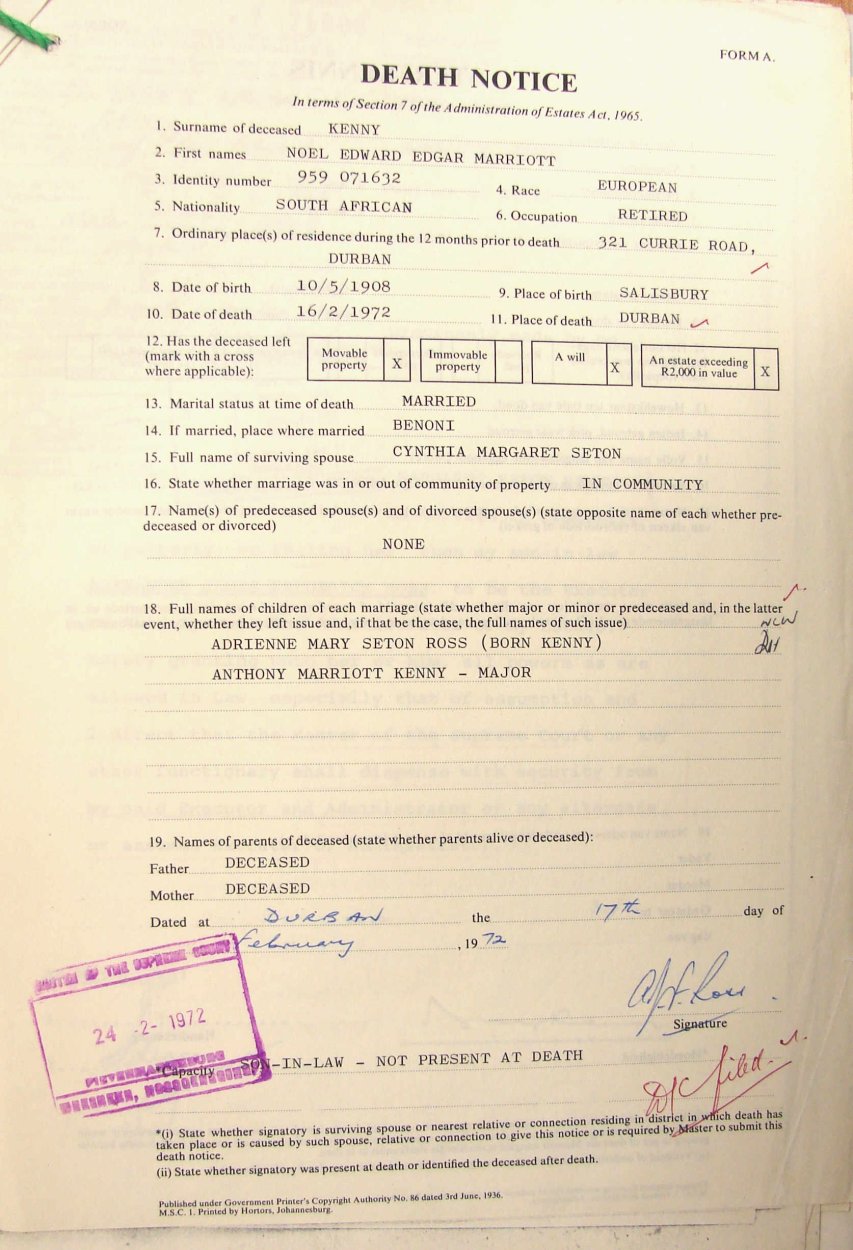 FORM A.
DEATH NOTICE
In terms of Section 7 of the Administration of Estates Act, 1965.
1. Surname of deceased KENNY
2. First names NOEL EDWARD EDGAR MARRIOTT
3. Identity number 959 071632 4. Race EUROPEAN
5. Nationality SOUTH AFRICAN 6. Occupation RETIRED
7. Ordinary place(s) of residence during the 12 months prior to death 321 CURRIE ROAD,
DURBAN
8. Date of birth 10/5/1908 9. Place of birth SALISBURY
10. Date of death 16/2/1972 11. Place of death DURBAN
12. Has the deceased left
(mark with a cross
where applicable):
Movable
property X
Immovable
property
A will X
An estate exceeding
R2,000 in value X
13. Marital status at time of death MARRIED
14. If married, place where married BENONI
15. Full name of surviving spouse CYNTHIA MARGARET SETON
16. State whether marriage was in or out of community of property IN COMMUNITY
17. Name(s) of predeceased spouse(s) and of divorced spouse(s) (state opposite name of each whether pre-
deceased or divorced)
NONE
18. Full names of children of each marriage (state whether major or minor or predeceased and, in the latter
event, whether they left issue and, if that be the case, the full names of such issue)
ADRIENNE MARY SETON ROSS (BORN KENNY)
ANTHONY MARRIOTT KENNY - MAJOR
19. Names of parents of deceased (state whether parents alive or deceased):
Father DECEASED
Mother DECEASED
Dated at DURBAN the 17th day of
February, 1972
MASTER OF THE SUPREME COURT
24 -2- 1972
PIETERMARITZBURG
Signature
*Capacity SON-IN-LAW - NOT PRESENT AT DEATH
filed.
*(i) State whether signatory is surviving spouse or nearest relative or connection residing in district in which death has
taken place or is caused by such spouse, relative or connection to give this notice or is required by Master to submit this
death notice.
(ii) State whether signatory was present at death or identified the deceased after death.
Published under Government Printer's Copyright Authority No. 86 dated 3rd June, 1936.
M.S.C. 1. Printed by Hortors, Johannesburg.